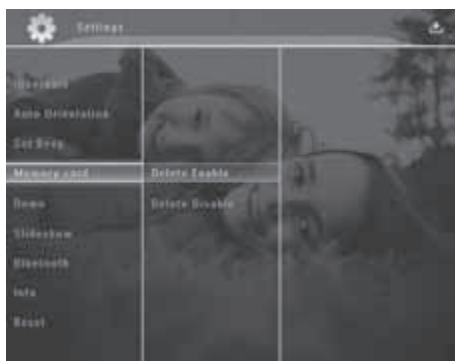 Settings
Auto Orientation
Set Beep
Memory card
Delete Enable
Demo
Delete Disable
Slideshow
Bluetooth
Info
Reset